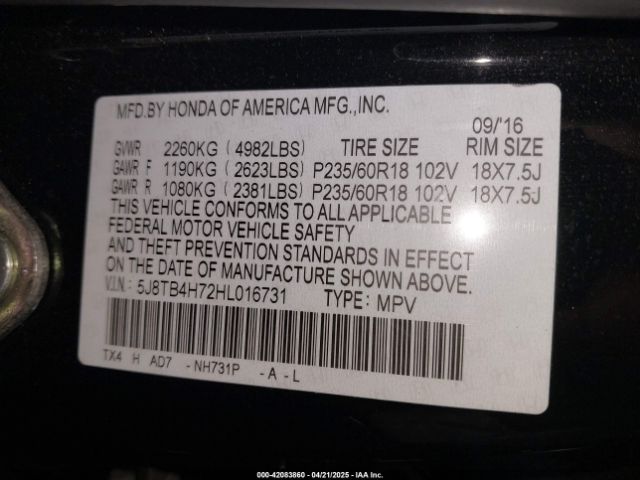 MFD.BY HONDA OF AMERICA MFG.,INC.
09/'16
GVWR 2260KG ( 4982LBS) TIRE SIZE RIM SIZE
GAWR F 1190KG ( 2623LBS) P235/60R18 102V 18X7.5J
GAWR R 1080KG ( 2381LBS) P235/60R18 102V 18X7.5J
THIS VEHICLE CONFORMS TO ALL APPLICABLE
FEDERAL MOTOR VEHICLE SAFETY
AND THEFT PREVENTION STANDARDS IN EFFECT
ON THE DATE OF MANUFACTURE SHOWN ABOVE.
V.I.N.: 5J8TB4H72HL016731 TYPE: MPV
TX4 H AD7 - NH731P - A - L
000-42083860 - 04/21/2025 - IAA Inc.